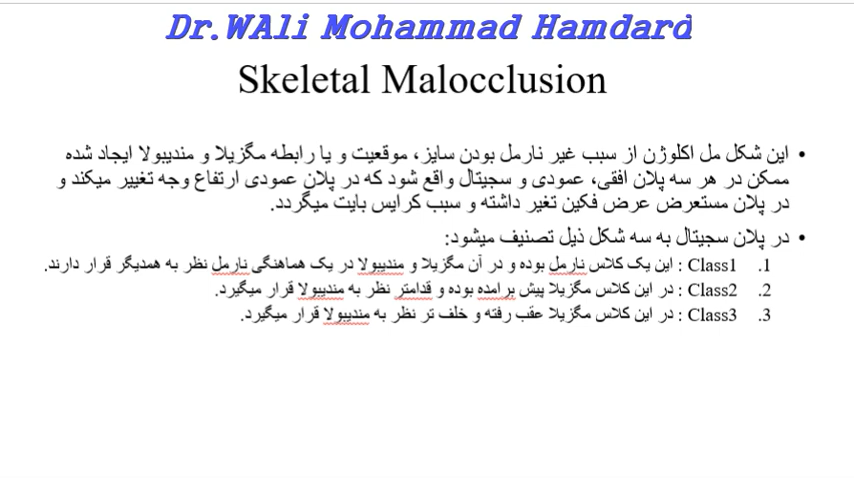 Dr.WAli Mohammad Hamdard
Skeletal Malocclusion
• این شکل مل اکلوژن از سبب غیر نارمل بودن سایز، موقعیت و یا رابطه مگزیلا و مندیبولا ایجاد شده
ممکن در هر سه پلان افقی، عمودی و سجیتال واقع شود که در پلان عمودی ارتفاع وجه تغییر میکند و
در پلان مستعرض عرض فکین تغیر داشته و سبب کرایس بایت میگردد.
• در پلان سجیتال به سه شکل ذیل تصنیف میشود:
1. Class1 : این یک کلاس نارمل بوده و در آن مگزیلا و مندیبولا در یک هماهنگی نارمل نظر به همدیگر قرار دارند.
2. Class2 : در این کلاس مگزیلا پیش برامده بوده و قدامتر نظر به مندیبولا قرار میگیرد.
3. Class3 : در این کلاس مگزیلا عقب رفته و خلف تر نظر به مندیبولا قرار میگیرد.